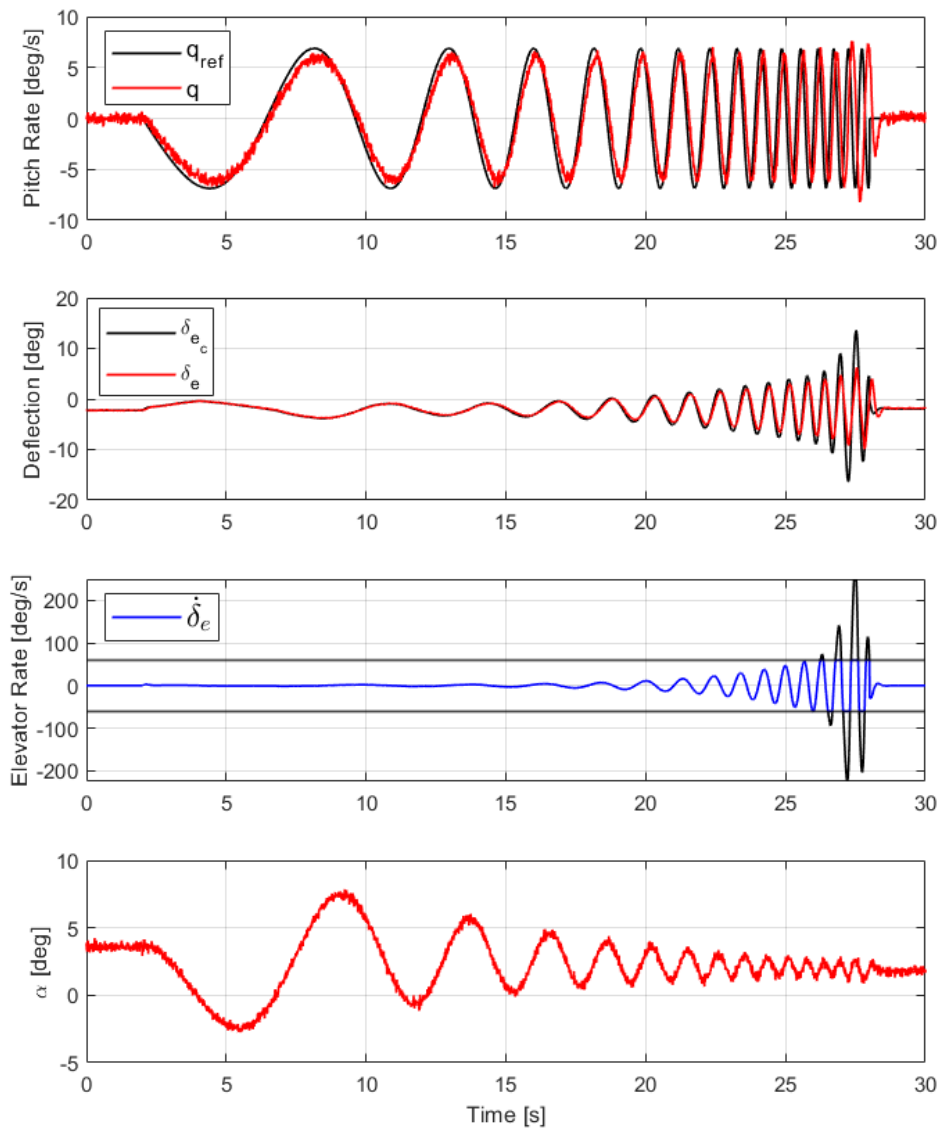 Pitch Rate [deg/s]
10
5
0
-5
-10
q_ref
q
0 5 10 15 20 25 30
Deflection [deg]
20
10
0
-10
-20
δ_e_c
δ_e
0 5 10 15 20 25 30
Elevator Rate [deg/s]
200
100
0
-100
-200
δ̇_e
0 5 10 15 20 25 30
α [deg]
10
5
0
-5
0 5 10 15 20 25 30
Time [s]